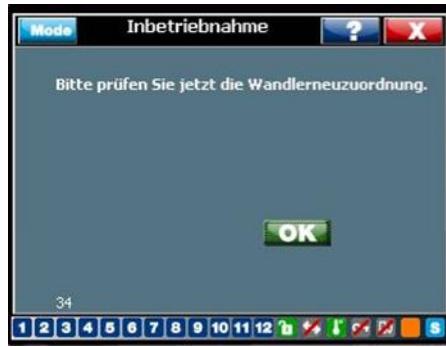 Mode Inbetriebnahme ? X
Bitte prüfen Sie jetzt die Wandlerneuzuordnung.
OK
34
1 2 3 4 5 6 7 8 9 10 11 12 S